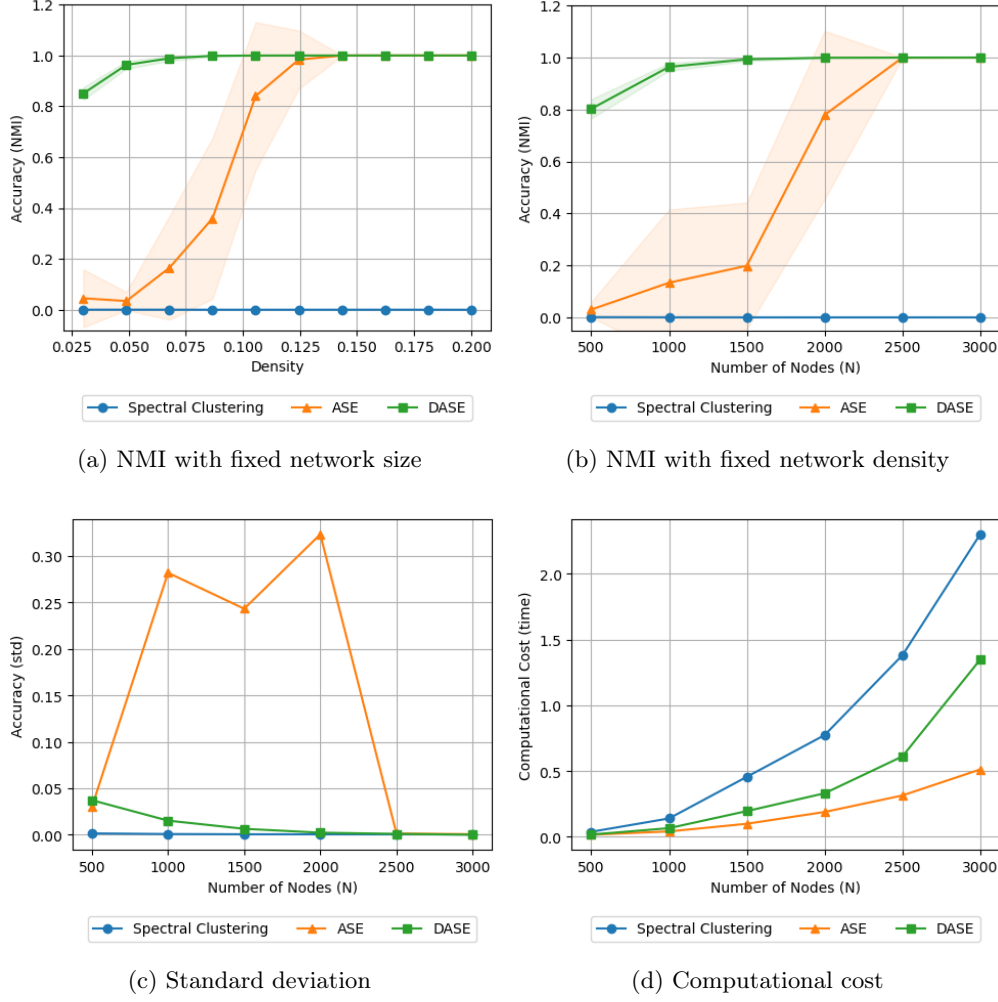 1.2
1.0
0.8
0.6
0.4
0.2
0.0
Accuracy (NMI)
0.025 0.050 0.075 0.100 0.125 0.150 0.175 0.200
Density
Spectral Clustering ASE DASE
(a) NMI with fixed network size
1.2
1.0
0.8
0.6
0.4
0.2
0.0
Accuracy (NMI)
500 1000 1500 2000 2500 3000
Number of Nodes (N)
Spectral Clustering ASE DASE
(b) NMI with fixed network density
0.30
0.25
0.20
0.15
0.10
0.05
0.00
Accuracy (std)
500 1000 1500 2000 2500 3000
Number of Nodes (N)
Spectral Clustering ASE DASE
(c) Standard deviation
2.0
1.5
1.0
0.5
0.0
Computational Cost (time)
500 1000 1500 2000 2500 3000
Number of Nodes (N)
Spectral Clustering ASE DASE
(d) Computational cost